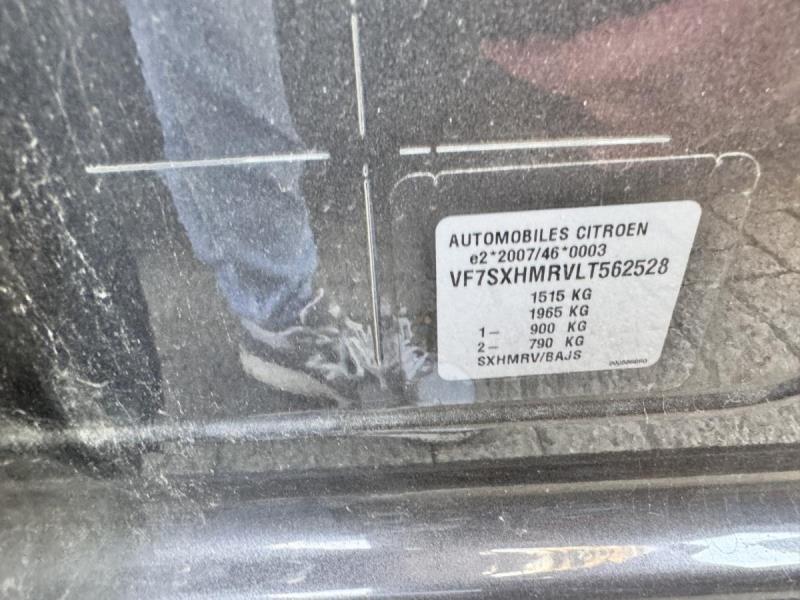 AUTOMOBILES CITROEN
e2*2007/46*0003
VF7SXHMRVLT562528
1515 KG
1965 KG
1– 900 KG
2– 790 KG
SXHMRV/BAJS